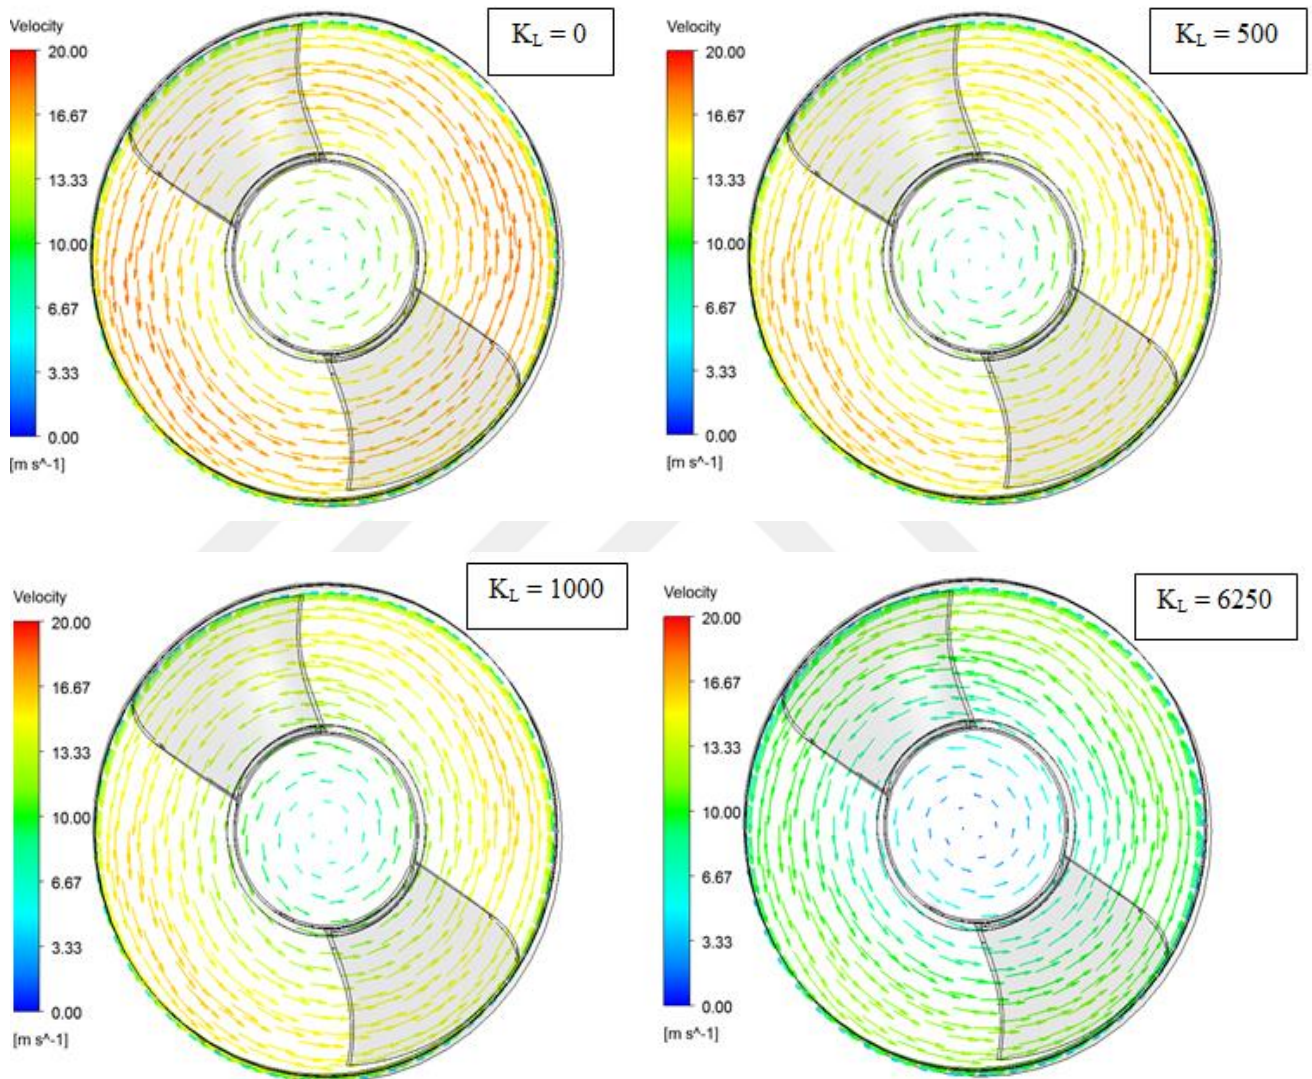 Velocity
20.00
16.67
13.33
10.00
6.67
3.33
0.00
[m s^-1]
K_L = 0
Velocity
20.00
16.67
13.33
10.00
6.67
3.33
0.00
[m s^-1]
K_L = 500
Velocity
20.00
16.67
13.33
10.00
6.67
3.33
0.00
[m s^-1]
K_L = 1000
Velocity
20.00
16.67
13.33
10.00
6.67
3.33
0.00
[m s^-1]
K_L = 6250